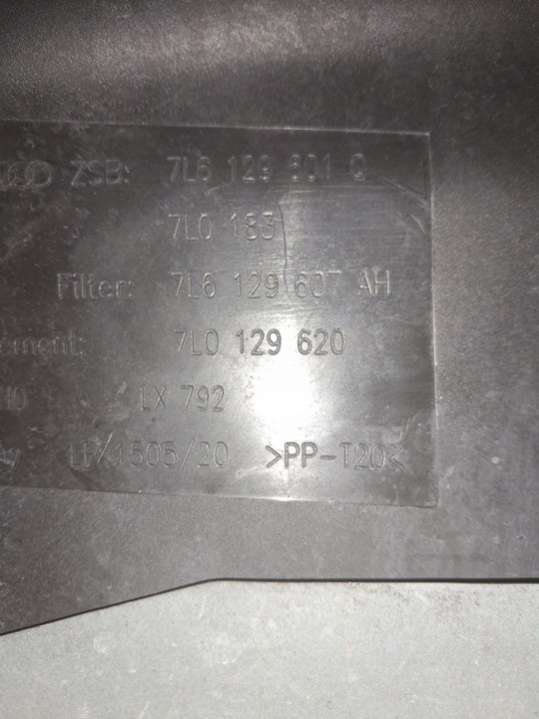 ZSB: 7L6 129 601 Q
7L0 183
Filter: 7L6 129 607 AH
ement: 7L0 129 620
LX 792
1505/20 >PP-T20<